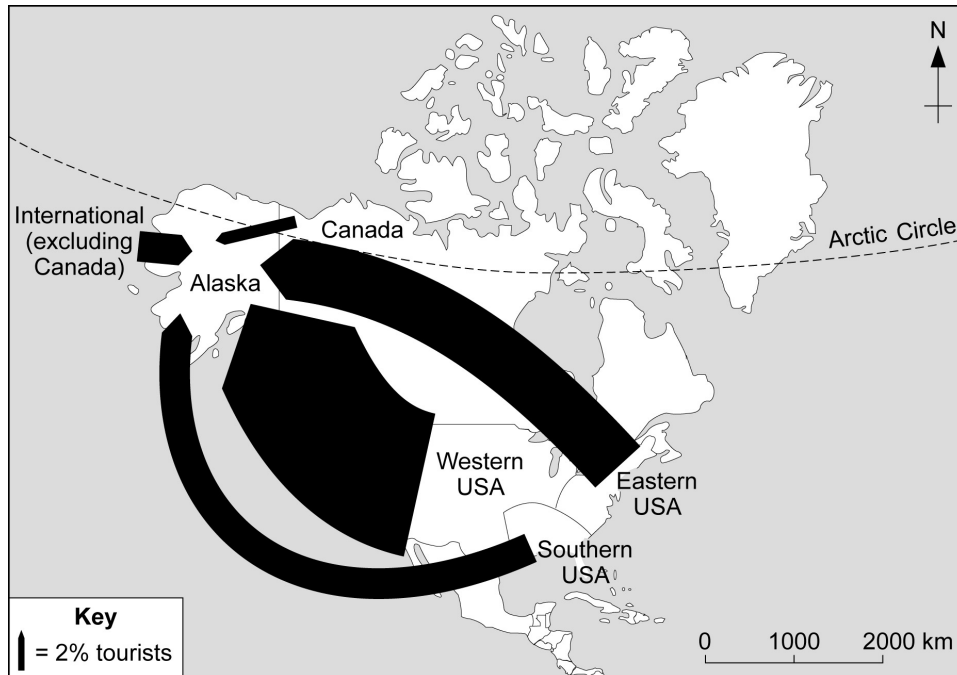 N
International
(excluding
Canada)
Canada
Arctic Circle
Alaska
Western
USA
Eastern
USA
Southern
USA
Key
= 2% tourists
0 1000 2000 km